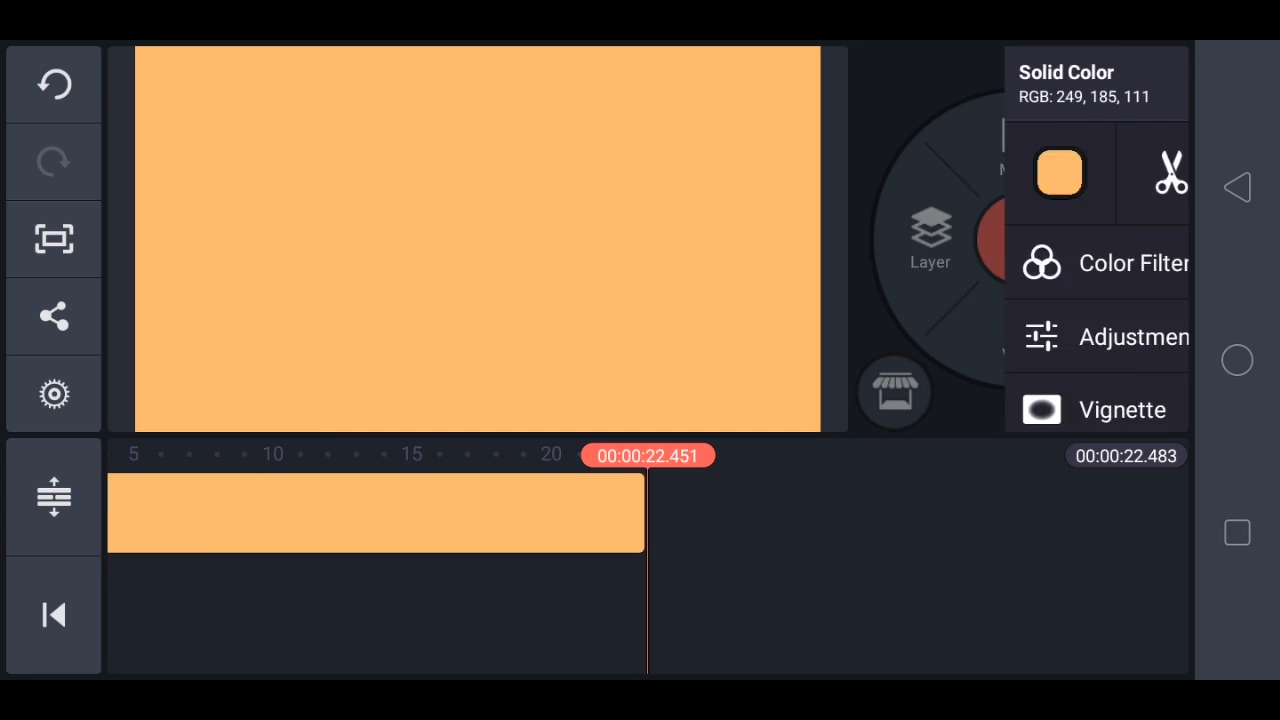 Solid Color
RGB: 249, 185, 111
Layer
Color Filter
Adjustmen
Vignette
5 10 15 20 00:00:22.451 00:00:22.483